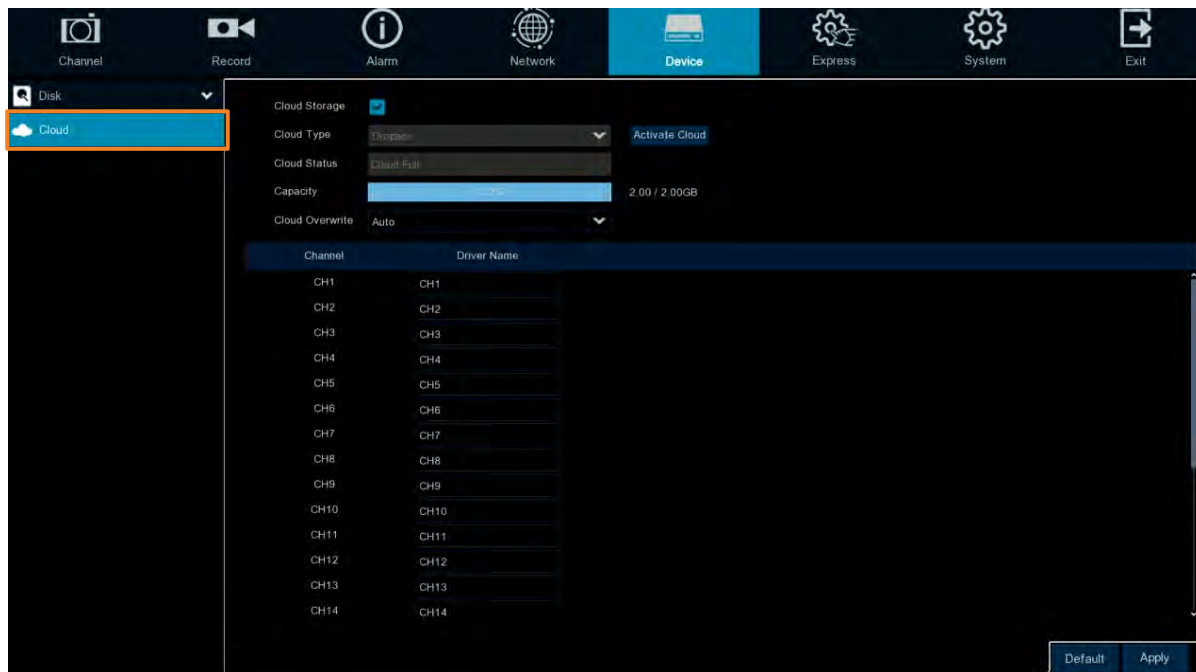 Channel Record Alarm Network Device Express System Exit
Disk
Cloud
Cloud Storage
Cloud Type Activate Cloud
Cloud Status Cloud Full
Capacity 2.00 / 2.00GB
Cloud Overwrite Auto
Channel Driver Name
CH1 CH1
CH2 CH2
CH3 CH3
CH4 CH4
CH5 CH5
CH6 CH6
CH7 CH7
CH8 CH8
CH9 CH9
CH10 CH10
CH11 CH11
CH12 CH12
CH13 CH13
CH14 CH14
Default Apply